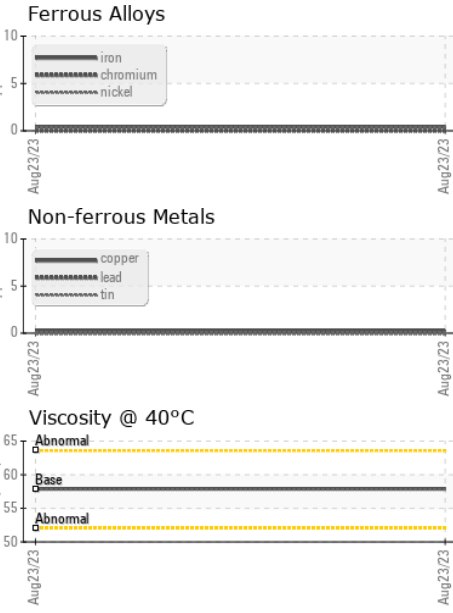 Ferrous Alloys
10
iron
chromium
5
nickel
0
Aug23/23
Aug23/23
Non-ferrous Metals
10
copper
lead
5
tin
0
Aug23/23
Aug23/23
Viscosity @ 40°C
65
Abnormal
60
Base
55
Abnormal
50
Aug23/23
Aug23/23